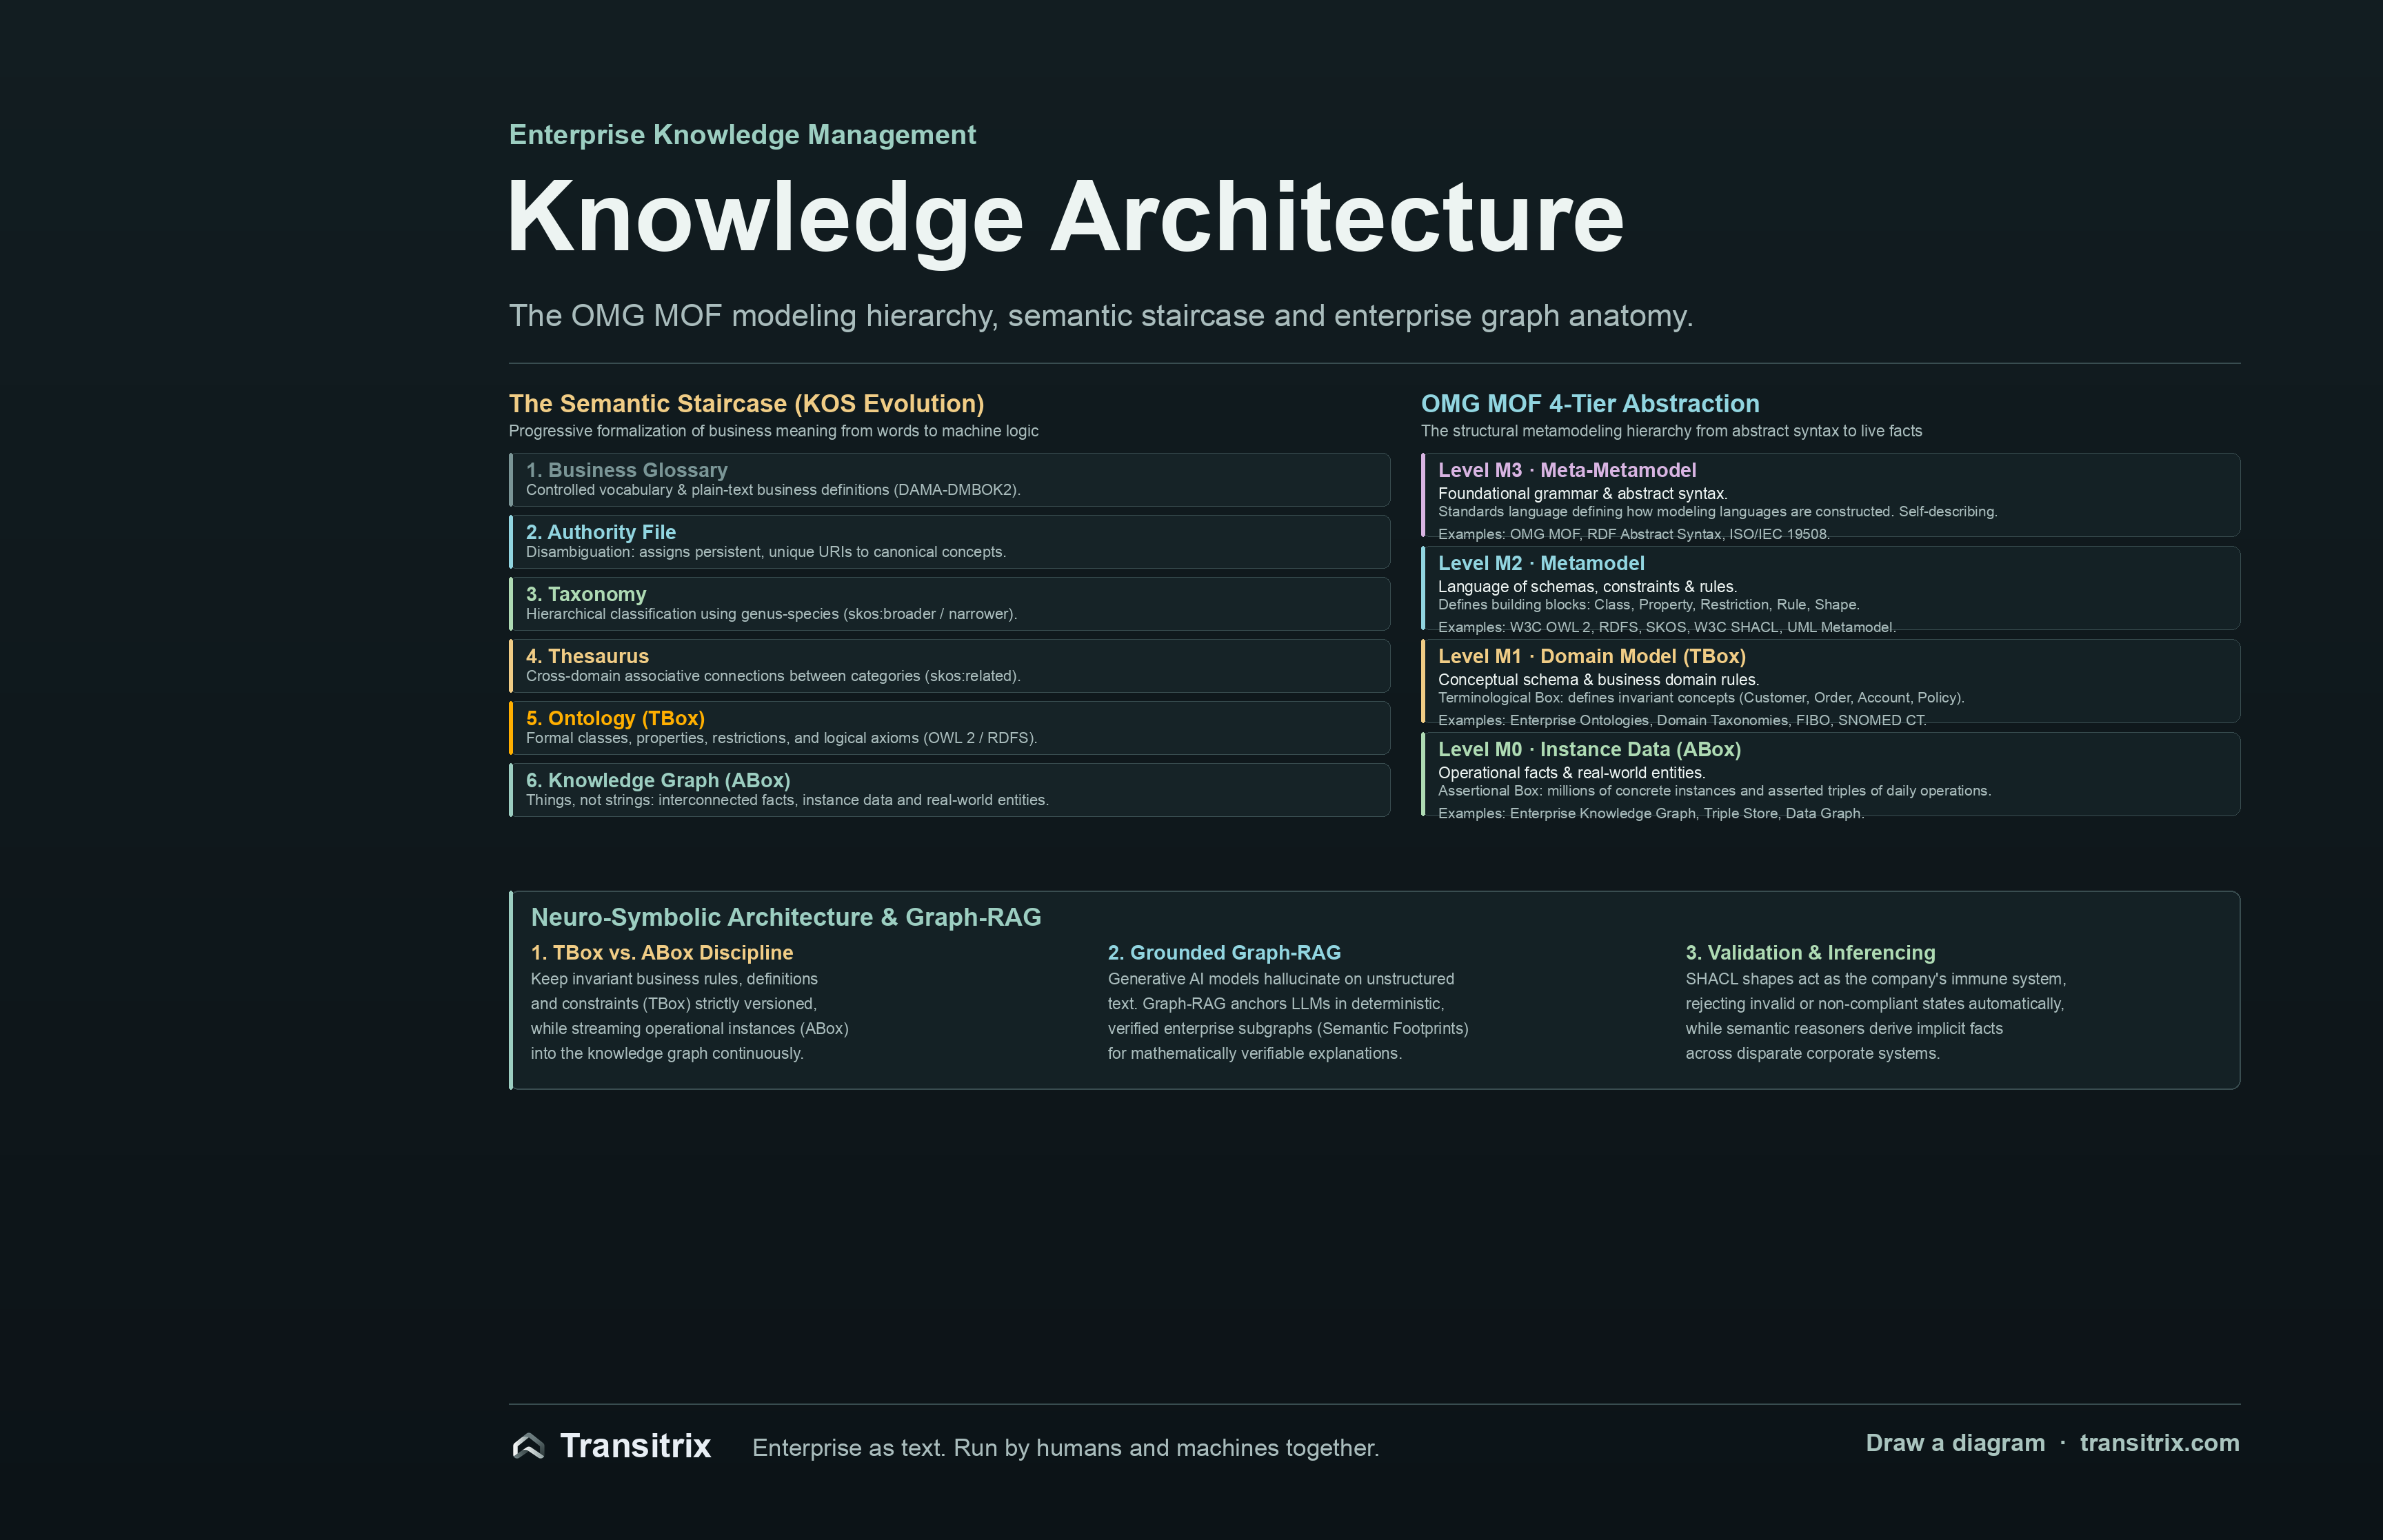 Enterprise Knowledge Management
Knowledge Architecture
The OMG MOF modeling hierarchy, semantic staircase and enterprise graph anatomy.
The Semantic Staircase (KOS Evolution)
Progressive formalization of business meaning from words to machine logic
1. Business Glossary
Controlled vocabulary & plain-text business definitions (DAMA-DMBOK2).
2. Authority File
Disambiguation: assigns persistent, unique URIs to canonical concepts.
3. Taxonomy
Hierarchical classification using genus-species (skos:broader / narrower).
4. Thesaurus
Cross-domain associative connections between categories (skos:related).
5. Ontology (TBox)
Formal classes, properties, restrictions, and logical axioms (OWL 2 / RDFS).
6. Knowledge Graph (ABox)
Things, not strings: interconnected facts, instance data and real-world entities.
OMG MOF 4-Tier Abstraction
The structural metamodeling hierarchy from abstract syntax to live facts
Level M3 · Meta-Metamodel
Foundational grammar & abstract syntax.
Standards language defining how modeling languages are constructed. Self-describing.
Examples: OMG MOF, RDF Abstract Syntax, ISO/IEC 19508.
Level M2 · Metamodel
Language of schemas, constraints & rules.
Defines building blocks: Class, Property, Restriction, Rule, Shape.
Examples: W3C OWL 2, RDFS, SKOS, W3C SHACL, UML Metamodel.
Level M1 · Domain Model (TBox)
Conceptual schema & business domain rules.
Terminological Box: defines invariant concepts (Customer, Order, Account, Policy).
Examples: Enterprise Ontologies, Domain Taxonomies, FIBO, SNOMED CT.
Level M0 · Instance Data (ABox)
Operational facts & real-world entities.
Assertional Box: millions of concrete instances and asserted triples of daily operations.
Examples: Enterprise Knowledge Graph, Triple Store, Data Graph.
Neuro-Symbolic Architecture & Graph-RAG
1. TBox vs. ABox Discipline
Keep invariant business rules, definitions
and constraints (TBox) strictly versioned,
while streaming operational instances (ABox)
into the knowledge graph continuously.
2. Grounded Graph-RAG
Generative AI models hallucinate on unstructured
text. Graph-RAG anchors LLMs in deterministic,
verified enterprise subgraphs (Semantic Footprints)
for mathematically verifiable explanations.
3. Validation & Inferencing
SHACL shapes act as the company's immune system,
rejecting invalid or non-compliant states automatically,
while semantic reasoners derive implicit facts
across disparate corporate systems.
Transitrix
Enterprise as text. Run by humans and machines together.
Draw a diagram · transitrix.com